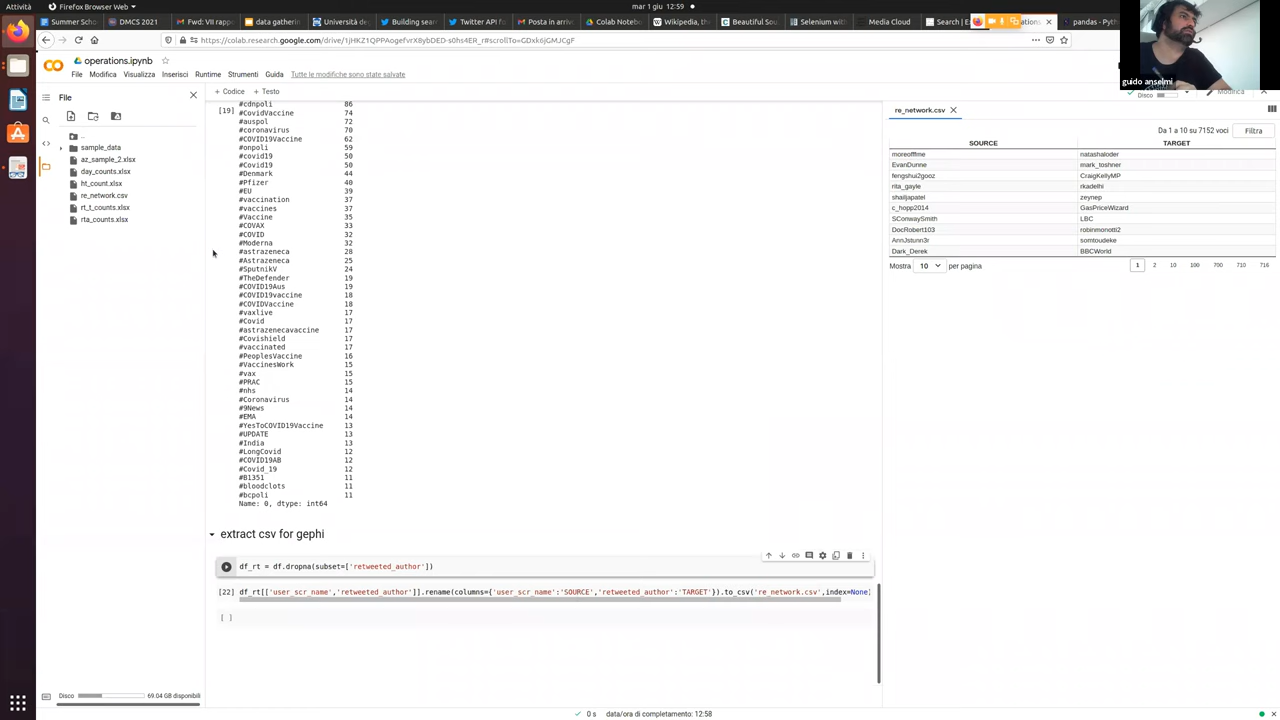 Attività
Firefox Browser Web
mar 1 giu 12:59
Summer Scho
DMCS 2021
Fwd: VII rappor
data gatherin
Università deg
Building searc
Twitter API fo
Posta in arrivo
Colab Noteboo
Wikipedia, the
Beautiful Soup
Selenium with
Media Cloud
Search | E
tions
pandas - Pyth
https://colab.research.google.com/drive/1jHKZ1QPPAogefvrX8ybDED-s0hs4ER_r#scrollTo=GDxk6jGMJCgF
operations.ipynb
File Modifica Visualizza Inserisci Runtime Strumenti Guida Tutte le modifiche sono state salvate
guido anselmi
Disco
Modifica
File
+ Codice + Testo
..
sample_data
az_sample_2.xlsx
day_counts.xlsx
ht_count.xlsx
re_network.csv
rt_t_counts.xlsx
rta_counts.xlsx
Disco 69.04 GB disponibili
[19]
#cdnpoli 86
#CovidVaccine 74
#auspol 72
#coronavirus 70
#COVID19Vaccine 62
#onpoli 59
#covid19 50
#Covid19 50
#Denmark 44
#Pfizer 40
#EU 39
#vaccination 37
#vaccines 37
#Vaccine 35
#COVAX 33
#COVID 32
#Moderna 32
#astrazeneca 28
#Astrazeneca 25
#SputnikV 24
#TheDefender 19
#COVID19Aus 19
#COVID19vaccine 18
#COVIDVaccine 18
#vaxlive 17
#Covid 17
#astrazenecavaccine 17
#Covishield 17
#vaccinated 17
#PeoplesVaccine 16
#VaccinesWork 15
#vax 15
#PRAC 15
#nhs 14
#Coronavirus 14
#9News 14
#EMA 14
#YesToCOVID19Vaccine 13
#UPDATE 13
#India 13
#LongCovid 12
#COVID19AB 12
#Covid_19 12
#B1351 11
#bloodclots 11
#bcpoli 11
Name: 0, dtype: int64
extract csv for gephi
df_rt = df.dropna(subset=['retweeted_author'])
[22] df_rt[['user_scr_name','retweeted_author']].rename(columns={'user_scr_name':'SOURCE','retweeted_author':'TARGET'}).to_csv('re_network.csv',index=None)
[ ]
re_network.csv
Da 1 a 10 su 7152 voci Filtra
SOURCE TARGET
moreofffme natashaloder
EvanDunne mark_toshner
fengshui2gooz CraigKellyMP
rita_gayle rkadelhi
shailjapatel zeynep
c_hopp2014 GasPriceWizard
SConwaySmith LBC
DocRobert103 robinmonotti2
AnnJstunn3r somtoudeke
Dark_Derek BBCWorld
Mostra 10 per pagina 1 2 10 100 700 710 716
0 s data/ora di completamento: 12:58